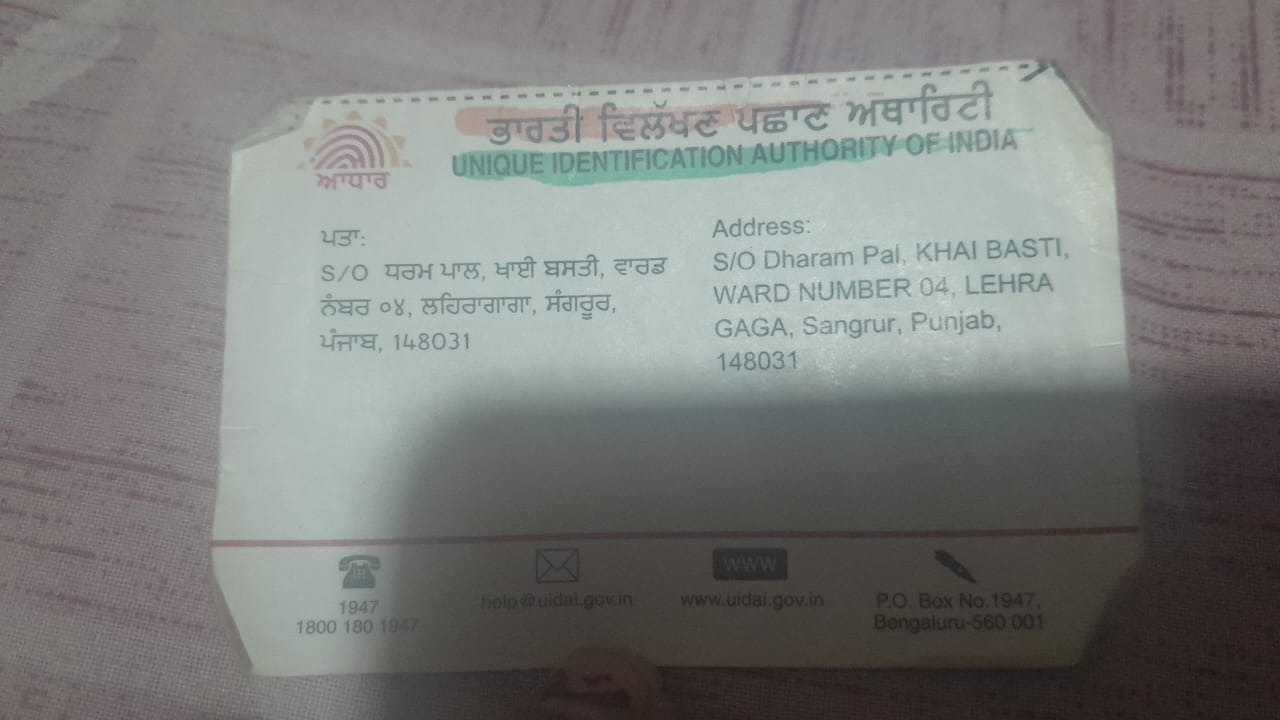 ਭਾਰਤੀ ਵਿਲੱਖਣ ਪਛਾਣ ਅਥਾਰਿਟੀ
UNIQUE IDENTIFICATION AUTHORITY OF INDIA
ਆਧਾਰ
ਪਤਾ:
S/O ਧਰਮ ਪਾਲ, ਖਾਈ ਬਸਤੀ, ਵਾਰਡ
ਨੰਬਰ ੦੪, ਲਹਿਰਾਗਾਗਾ, ਸੰਗਰੂਰ,
ਪੰਜਾਬ, 148031
Address:
S/O Dharam Pal, KHAI BASTI,
WARD NUMBER 04, LEHRA
GAGA, Sangrur, Punjab,
148031
1947
1800 180 1947
help@uidai.gov.in
www
www.uidai.gov.in
P.O. Box No.1947,
Bengaluru-560 001